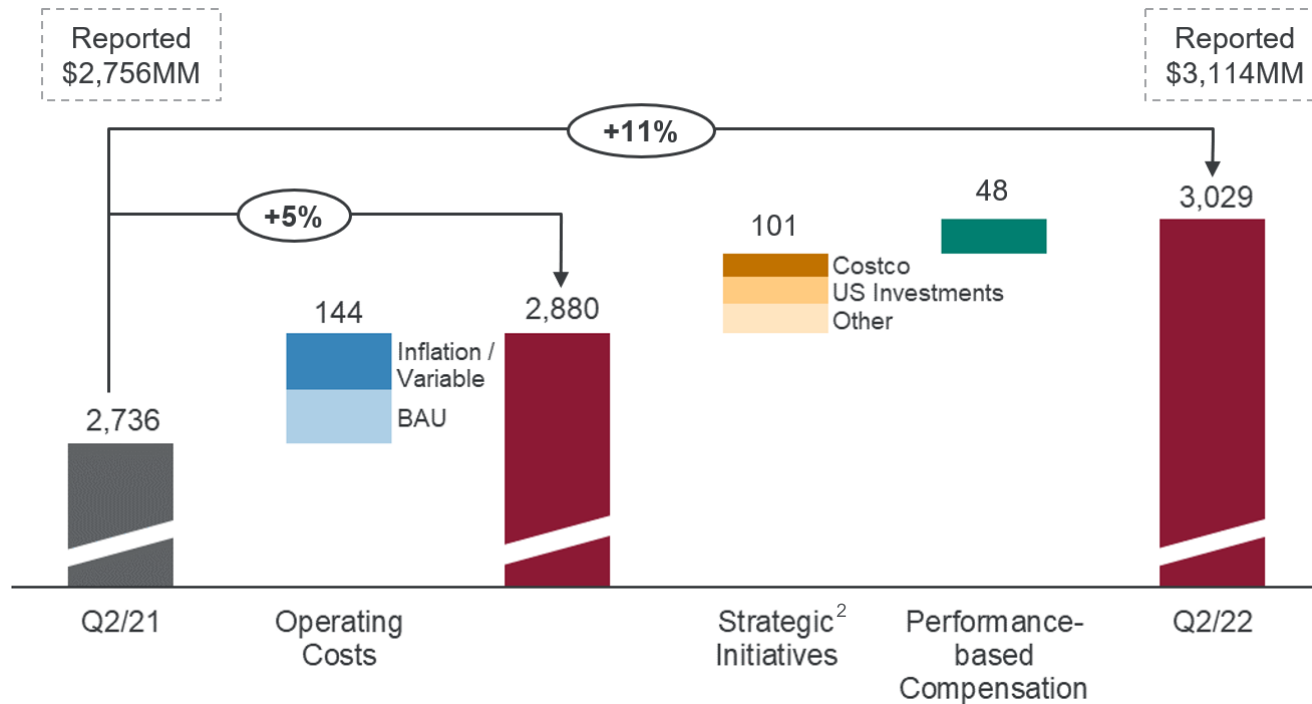 Reported
$2,756MM
Reported
$3,114MM
+11%
+5%
2,736
144
Inflation /
Variable
BAU
2,880
101
Costco
US Investments
Other
48
3,029
Q2/21
Operating
Costs
Strategic²
Initiatives
Performance-
based
Compensation
Q2/22